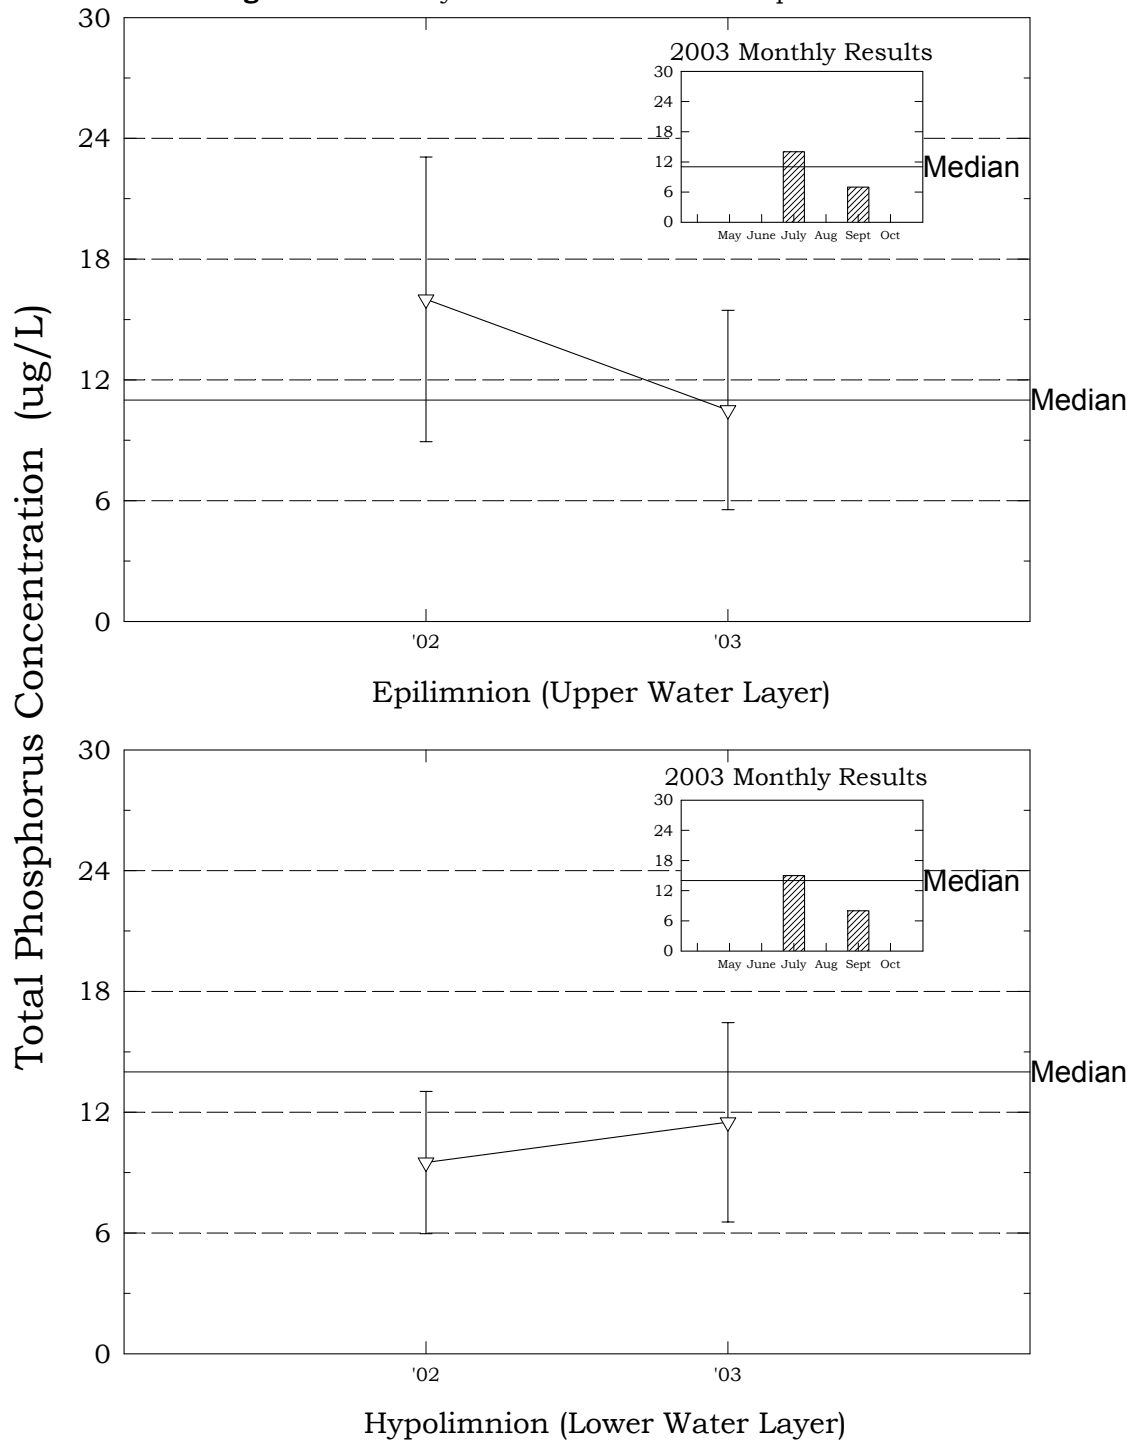 30
2003 Monthly Results
30
24
18
12
6
0
Median
May June July Aug Sept Oct
24
18
12
6
0
Median
'02 '03
Epilimnion (Upper Water Layer)
Total Phosphorus Concentration (ug/L)
30
2003 Monthly Results
30
24
18
12
6
0
Median
May June July Aug Sept Oct
24
18
12
6
0
Median
'02 '03
Hypolimnion (Lower Water Layer)